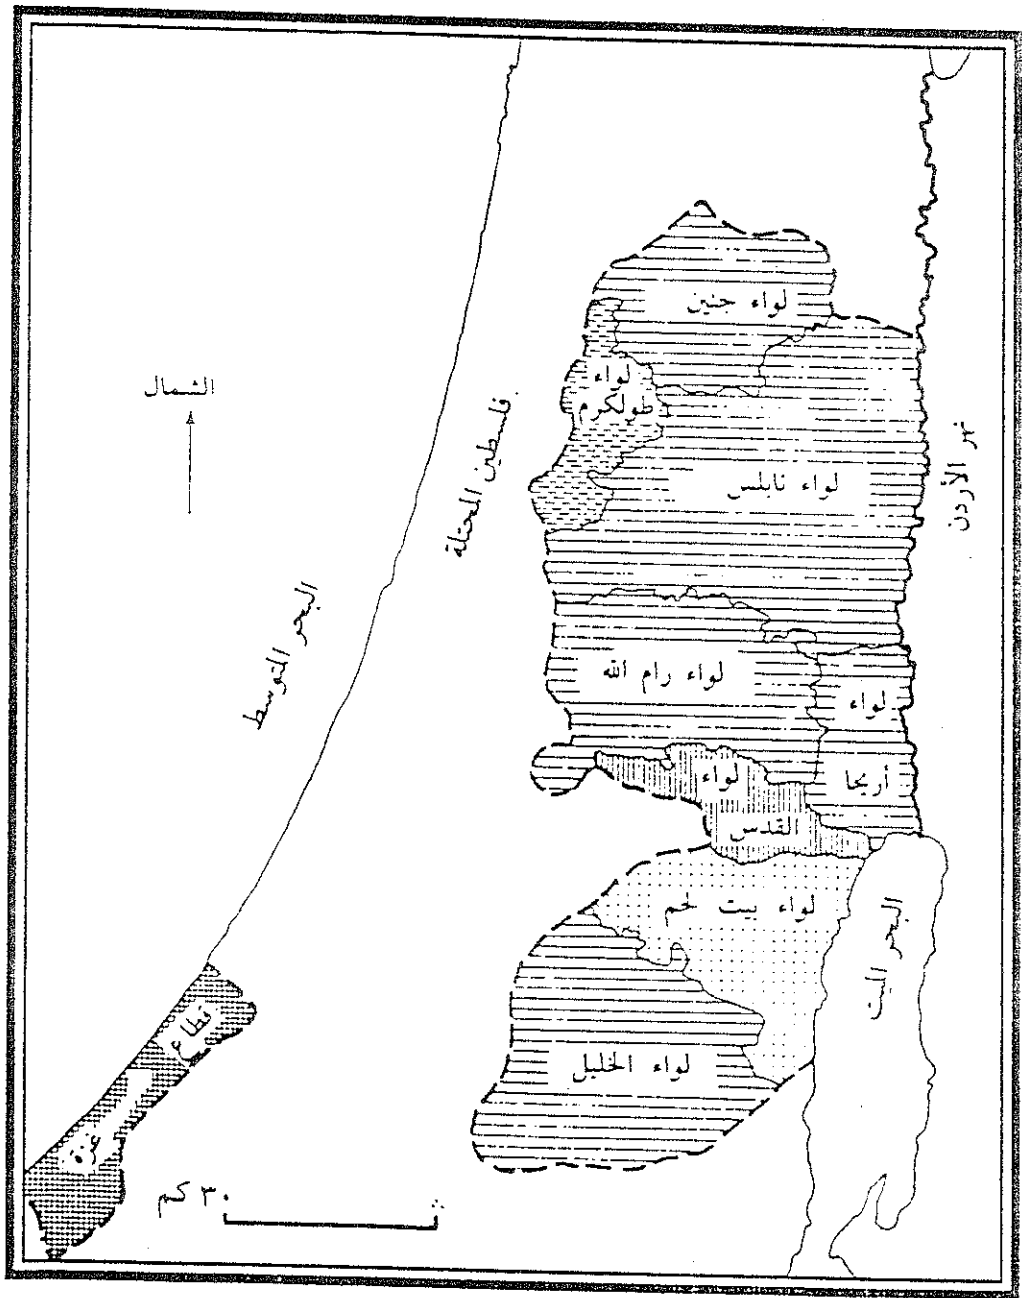 لواء جنين
الشمال
لواء
طولكرم
فلسطين المحتلة
لواء نابلس
نهر الأردن
البحر المتوسط
لواء رام الله
لواء
أريحا
لواء
القدس
لواء بيت لحم
البحر الميت
قطاع
غزة
لواء الخليل
٣٠ كم